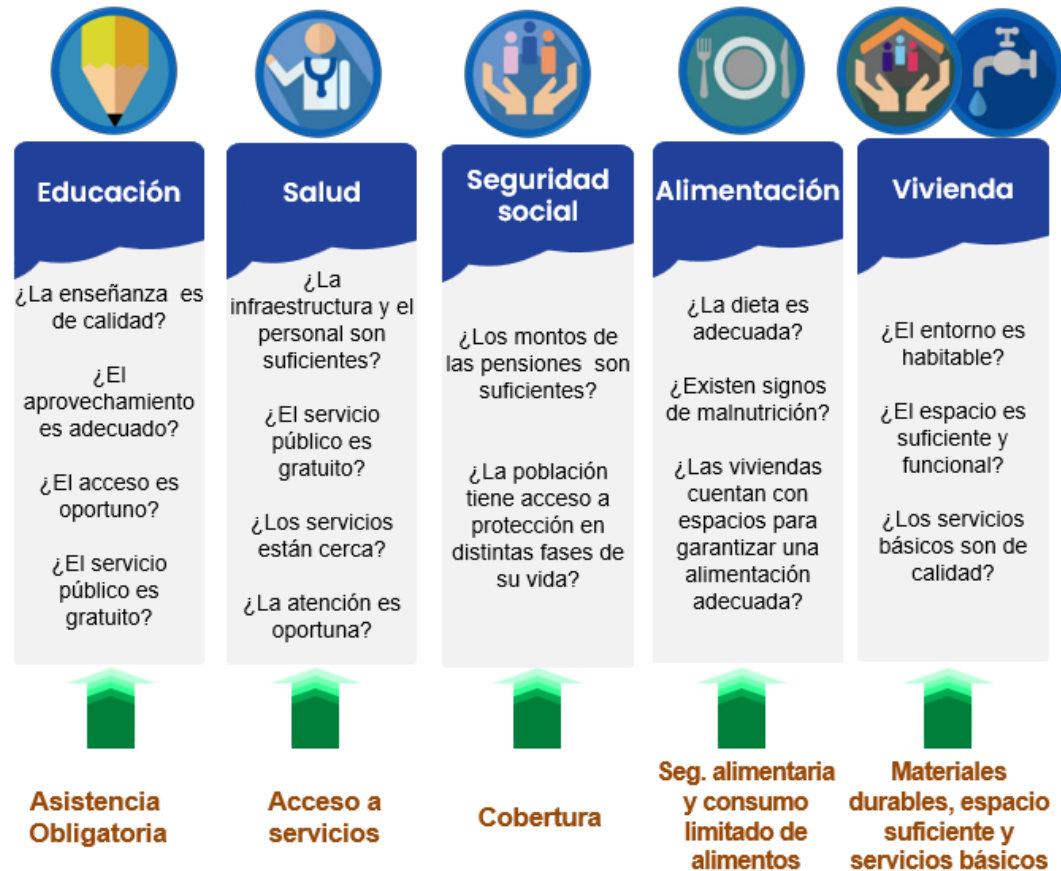 Educación
¿La enseñanza es
de calidad?
¿El
aprovechamiento
es adecuado?
¿El acceso es
oportuno?
¿El servicio
público es
gratuito?
Asistencia
Obligatoria
Salud
¿La
infraestructura y el
personal son
suficientes?
¿El servicio
público es
gratuito?
¿Los servicios
están cerca?
¿La atención es
oportuna?
Acceso a
servicios
Seguridad
social
¿Los montos de
las pensiones son
suficientes?
¿La población
tiene acceso a
protección en
distintas fases de
su vida?
Cobertura
Alimentación
¿La dieta es
adecuada?
¿Existen signos
de malnutrición?
¿Las viviendas
cuentan con
espacios para
garantizar una
alimentación
adecuada?
Seg. alimentaria
y consumo
limitado de
alimentos
Vivienda
¿El entorno es
habitable?
¿El espacio es
suficiente y
funcional?
¿Los servicios
básicos son de
calidad?
Materiales
durables, espacio
suficiente y
servicios básicos